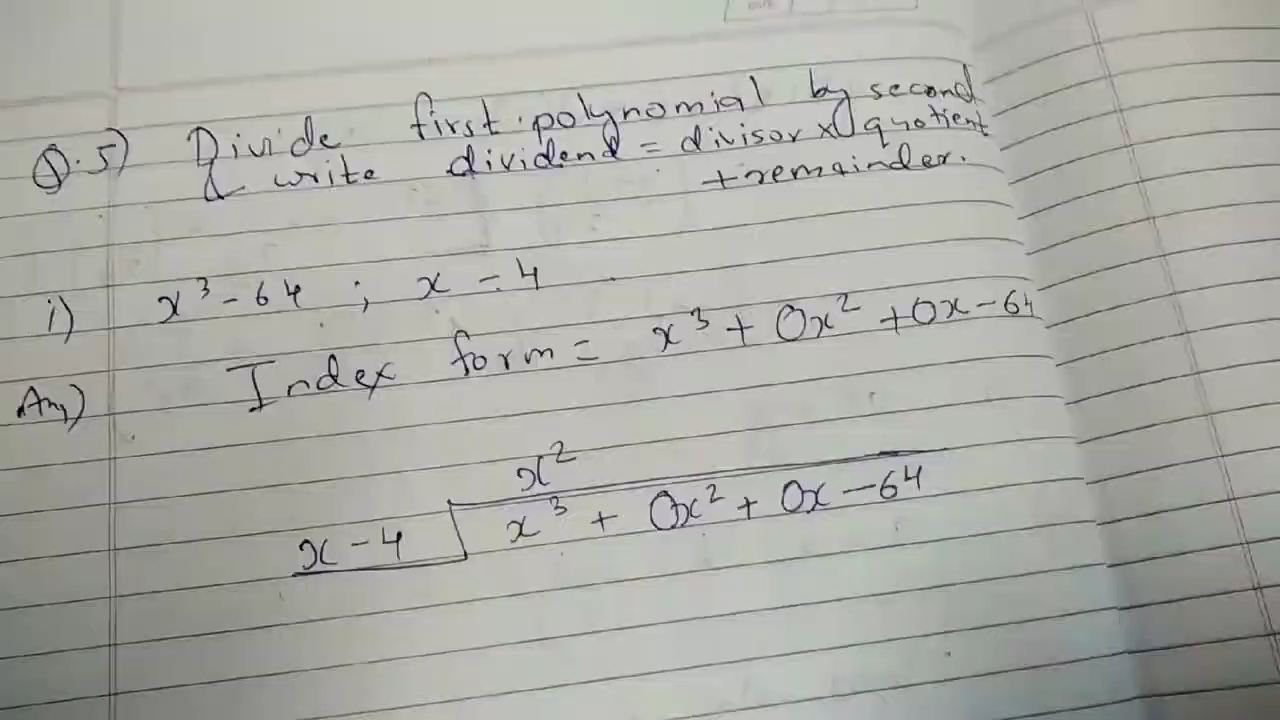 Q.5) Divide first polynomial by second
& write dividend = divisor × quotient
+remainder.
i) x³-64 ; x-4
Ans) Index form = x³ + 0x² + 0x - 64
x²
x-4 x³ + 0x² + 0x - 64